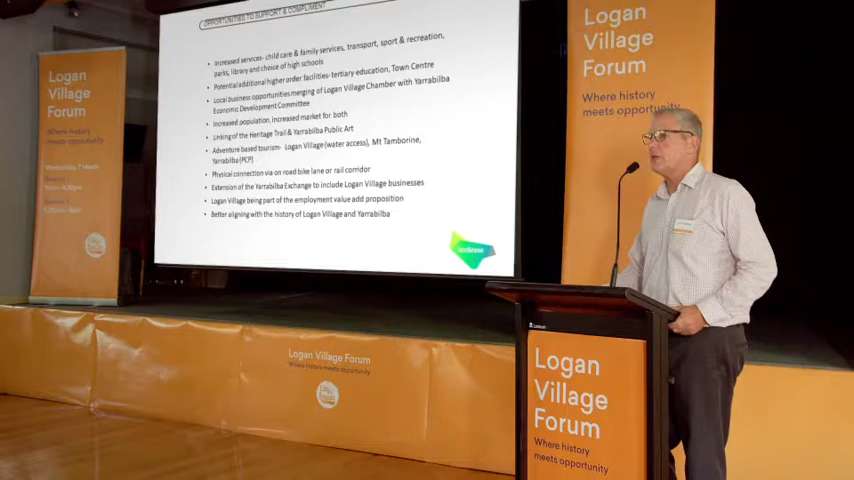 OPPORTUNITIES TO SUPPORT & COMPLIMENT
• Increased services- child care & family services, transport, sport & recreation,
parks, library and choice of high schools
• Potential additional higher order facilities-tertiary education, Town Centre
• Local business opportunities merging of Logan Village Chamber with Yarrabilba
Economic Development Committee
• Increased population, increased market for both
• Linking of the Heritage Trail & Yarrabilba Public Art
• Adventure based tourism- Logan Village (water access), Mt Tamborine,
Yarrabilba (PCP)
• Physical connection via on road bike lane or rail corridor
• Extension of the Yarrabilba Exchange to include Logan Village businesses
• Logan Village being part of the employment value add proposition
• Better aligning with the history of Logan Village and Yarrabilba
lendlease
Logan
Village
Forum
Where history
meets opportunity
Wednesday 7 March
Logan
Village
Forum
Where history
meets opportunity
Logan Village Forum
Where history meets opportunity
Logan
Village
Forum
Where history
meets opportunity